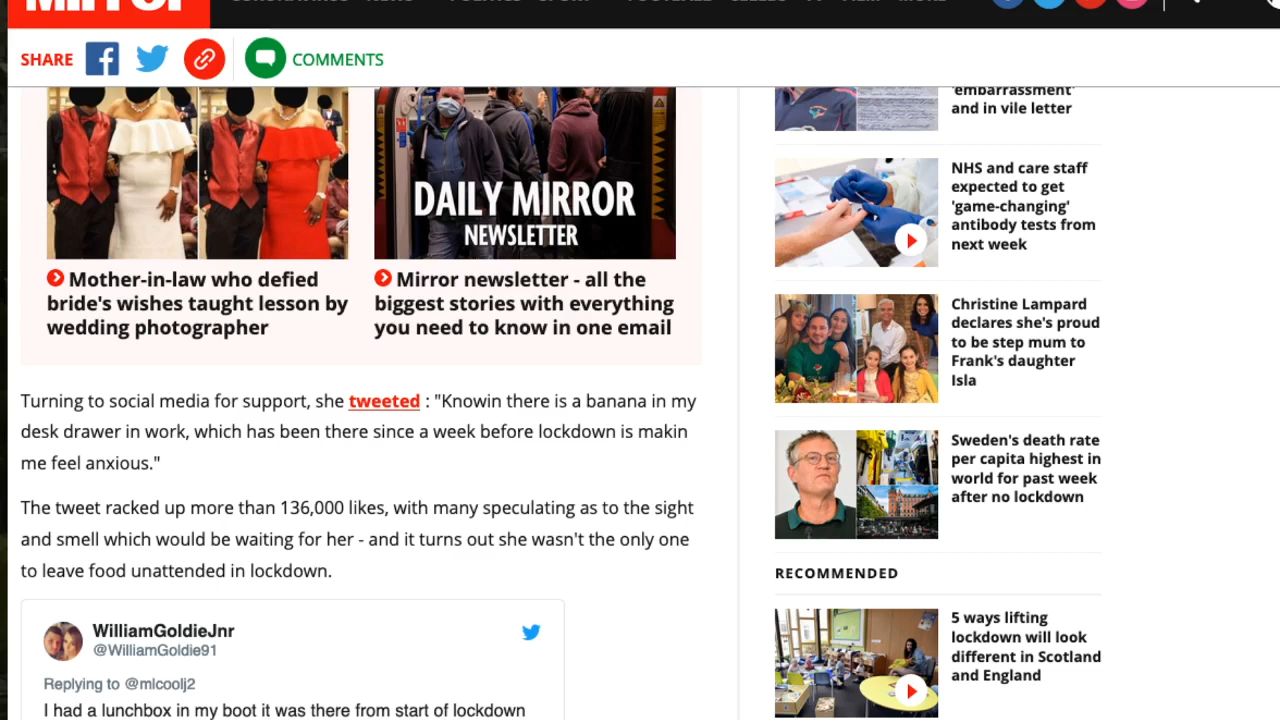 MIRROR
SHARE
COMMENTS
DAILY MIRROR
NEWSLETTER
Mother-in-law who defied
bride's wishes taught lesson by
wedding photographer
Mirror newsletter - all the
biggest stories with everything
you need to know in one email
Turning to social media for support, she tweeted : "Knowin there is a banana in my
desk drawer in work, which has been there since a week before lockdown is makin
me feel anxious."
The tweet racked up more than 136,000 likes, with many speculating as to the sight
and smell which would be waiting for her - and it turns out she wasn't the only one
to leave food unattended in lockdown.
WilliamGoldieJnr
@WilliamGoldie91
Replying to @mlcoolj2
I had a lunchbox in my boot it was there from start of lockdown
'embarrassment'
and in vile letter
NHS and care staff
expected to get
'game-changing'
antibody tests from
next week
Christine Lampard
declares she's proud
to be step mum to
Frank's daughter
Isla
Sweden's death rate
per capita highest in
world for past week
after no lockdown
RECOMMENDED
5 ways lifting
lockdown will look
different in Scotland
and England